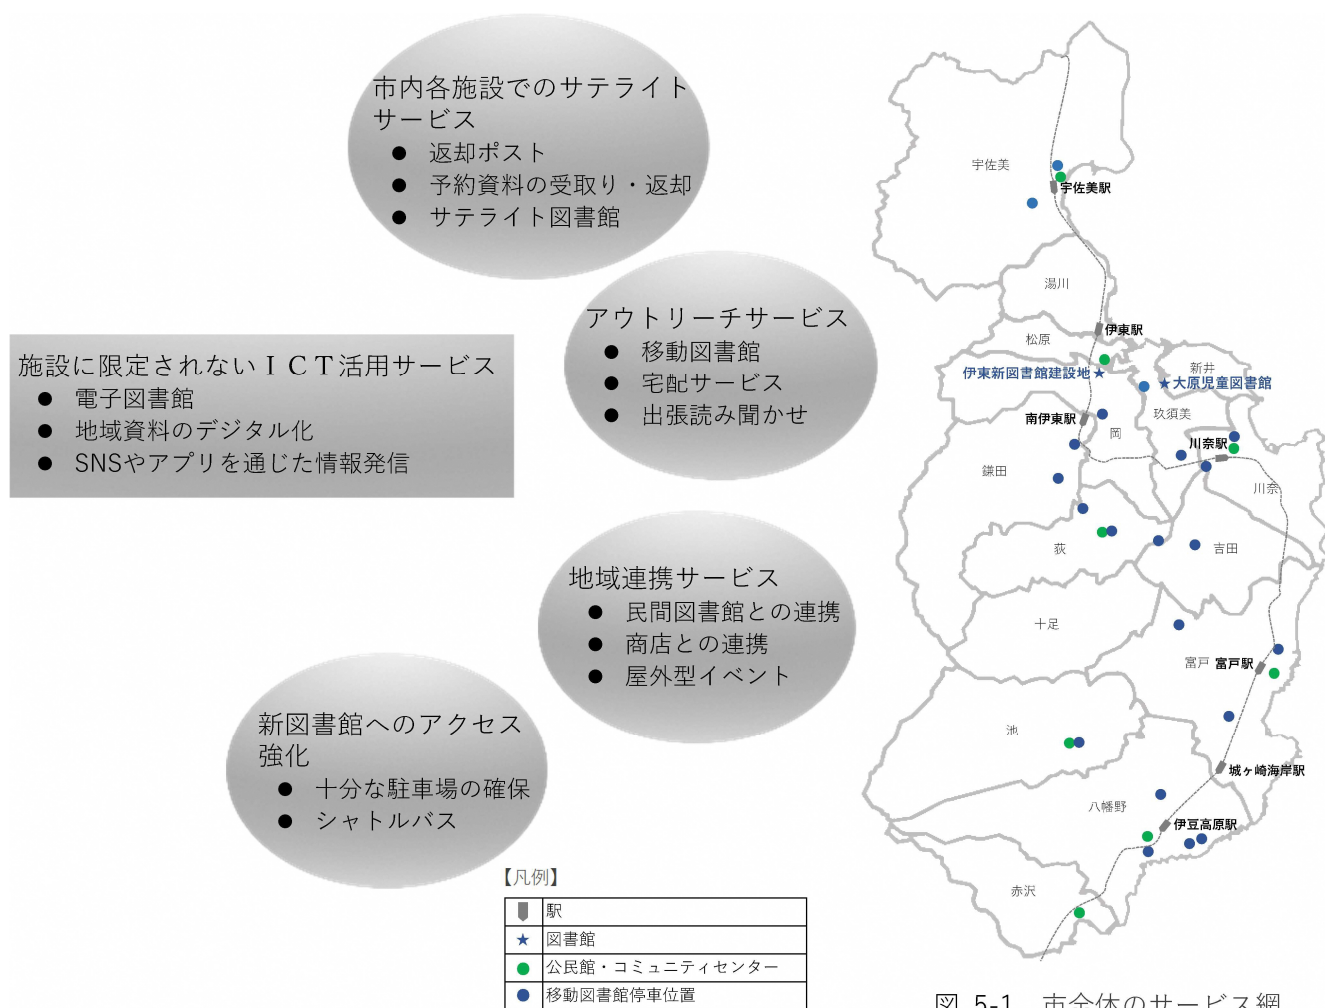 市内各施設でのサテライト
サービス
● 返却ポスト
● 予約資料の受取り・返却
● サテライト図書館
アウトリーチサービス
● 移動図書館
● 宅配サービス
● 出張読み聞かせ
施設に限定されないＩＣＴ活用サービス
● 電子図書館
● 地域資料のデジタル化
● SNSやアプリを通じた情報発信
地域連携サービス
● 民間図書館との連携
● 商店との連携
● 屋外型イベント
新図書館へのアクセス
強化
● 十分な駐車場の確保
● シャトルバス
【凡例】
駅
図書館
公民館・コミュニティセンター
移動図書館停車位置
宇佐美
宇佐美駅
湯川
伊東駅
松原
新井
伊東新図書館建設地
大原児童図書館
玖須美
南伊東駅
岡
川奈駅
鎌田
川奈
荻
吉田
十足
富戸
富戸駅
池
城ヶ崎海岸駅
八幡野
伊豆高原駅
赤沢
図 5-1 市全体のサービス網